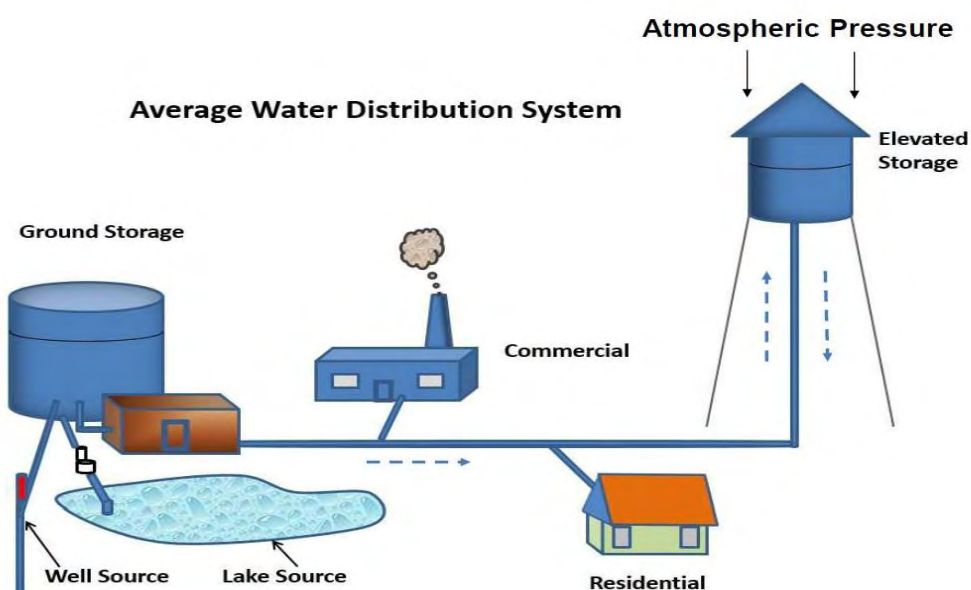 Atmospheric Pressure
Average Water Distribution System
Elevated
Storage
Ground Storage
Commercial
Well Source
Lake Source
Residential